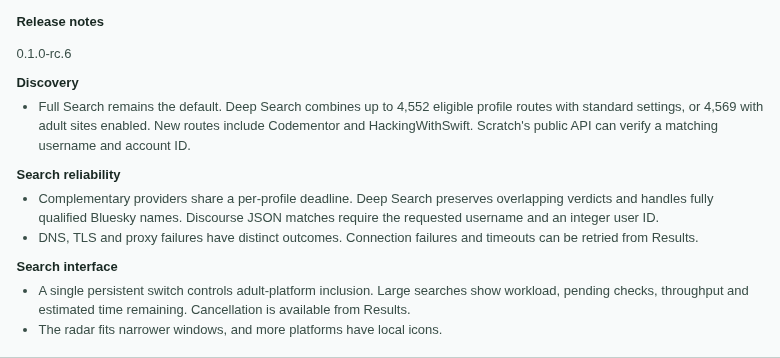 Release notes
0.1.0-rc.6
Discovery
• Full Search remains the default. Deep Search combines up to 4,552 eligible profile routes with standard settings, or 4,569 with
adult sites enabled. New routes include Codementor and HackingWithSwift. Scratch's public API can verify a matching
username and account ID.
Search reliability
• Complementary providers share a per-profile deadline. Deep Search preserves overlapping verdicts and handles fully
qualified Bluesky names. Discourse JSON matches require the requested username and an integer user ID.
• DNS, TLS and proxy failures have distinct outcomes. Connection failures and timeouts can be retried from Results.
Search interface
• A single persistent switch controls adult-platform inclusion. Large searches show workload, pending checks, throughput and
estimated time remaining. Cancellation is available from Results.
• The radar fits narrower windows, and more platforms have local icons.